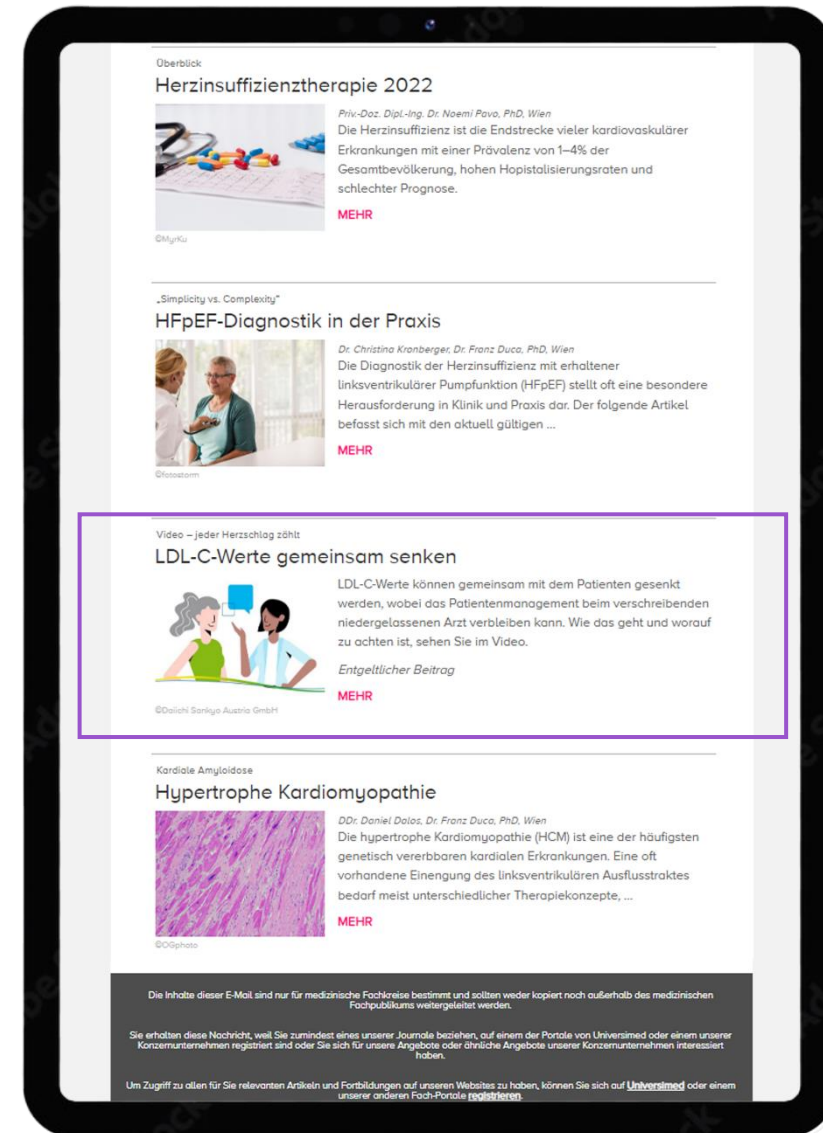 Überblick
Herzinsuffizienztherapie 2022
Priv.-Doz. Dipl.-Ing. Dr. Noemi Pavo, PhD, Wien
Die Herzinsuffizienz ist die Endstrecke vieler kardiovaskulärer
Erkrankungen mit einer Prävalenz von 1–4% der
Gesamtbevölkerung, hohen Hopistalisierungsraten und
schlechter Prognose.
MEHR
©MyrKu
„Simplicity vs. Complexity“
HFpEF-Diagnostik in der Praxis
Dr. Christina Kronberger, Dr. Franz Duca, PhD, Wien
Die Diagnostik der Herzinsuffizienz mit erhaltener
linksventrikulärer Pumpfunktion (HFpEF) stellt oft eine besondere
Herausforderung in Klinik und Praxis dar. Der folgende Artikel
befasst sich mit den aktuell gültigen ...
MEHR
©fotostorm
Video – jeder Herzschlag zählt
LDL-C-Werte gemeinsam senken
LDL-C-Werte können gemeinsam mit dem Patienten gesenkt
werden, wobei das Patientenmanagement beim verschreibenden
niedergelassenen Arzt verbleiben kann. Wie das geht und worauf
zu achten ist, sehen Sie im Video.
Entgeltlicher Beitrag
MEHR
©Daiichi Sankyo Austria GmbH
Kardiale Amyloidose
Hypertrophe Kardiomyopathie
DDr. Daniel Dalos, Dr. Franz Duca, PhD, Wien
Die hypertrophe Kardiomyopathie (HCM) ist eine der häufigsten
genetisch vererbbaren kardialen Erkrankungen. Eine oft
vorhandene Einengung des linksventrikulären Ausflusstraktes
bedarf meist unterschiedlicher Therapiekonzepte, ...
MEHR
©OGphoto
Die Inhalte dieser E-Mail sind nur für medizinische Fachkreise bestimmt und sollten weder kopiert noch außerhalb des medizinischen
Fachpublikums weitergeleitet werden.
Sie erhalten diese Nachricht, weil Sie zumindest eines unserer Journale beziehen, auf einem der Portale von Universimed oder einem unserer
Konzernunternehmen registriert sind oder Sie sich für unsere Angebote oder ähnliche Angebote unserer Konzernunternehmen interessiert
haben.
Um Zugriff zu allen für Sie relevanten Artikeln und Fortbildungen auf unseren Websites zu haben, können Sie sich auf Universimed oder einem
unserer anderen Fach-Portale registrieren.